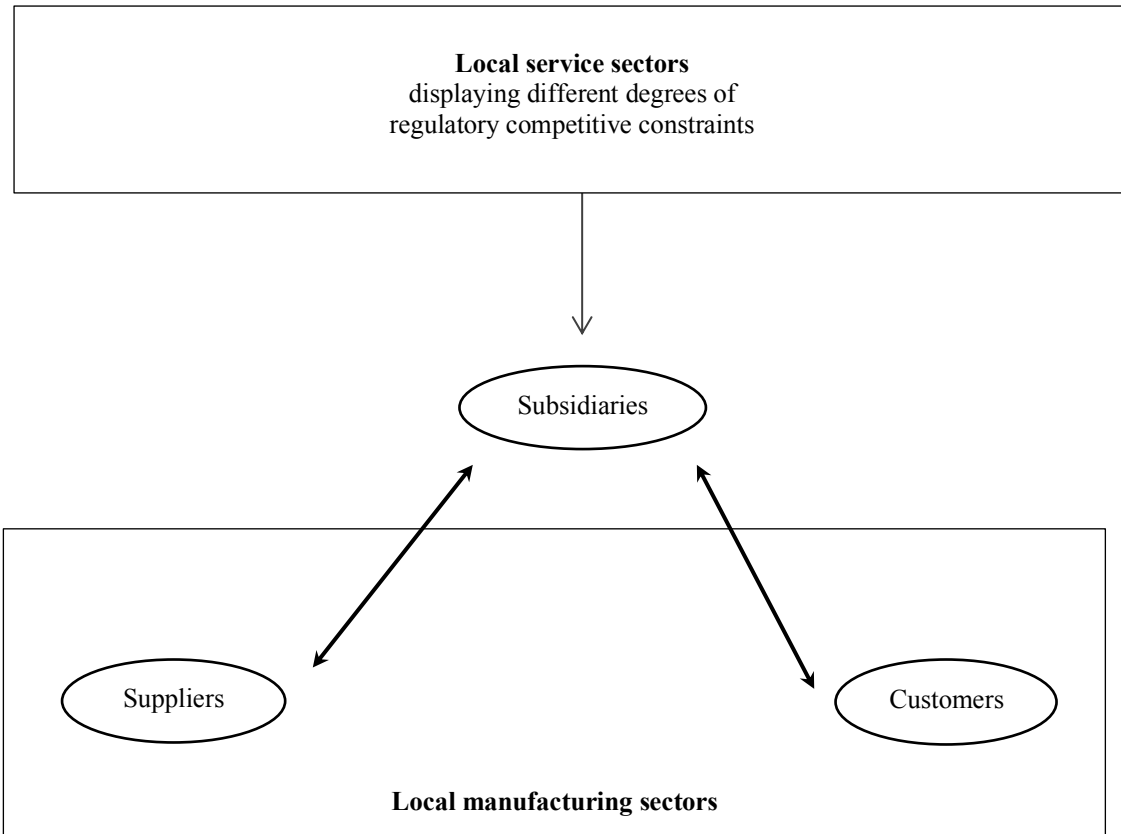 Local service sectors
displaying different degrees of
regulatory competitive constraints
Subsidiaries
Suppliers
Customers
Local manufacturing sectors